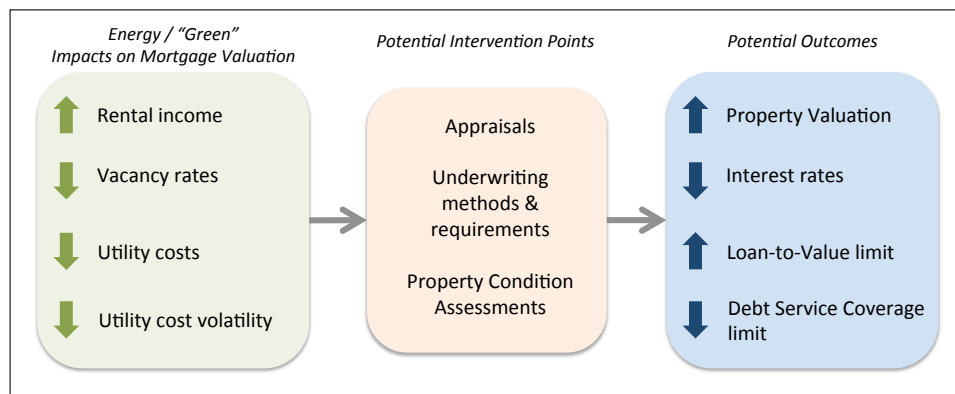 Energy / “Green”
Impacts on Mortgage Valuation
Rental income
Vacancy rates
Utility costs
Utility cost volatility
Potential Intervention Points
Appraisals
Underwriting
methods &
requirements
Property Condition
Assessments
Potential Outcomes
Property Valuation
Interest rates
Loan-to-Value limit
Debt Service Coverage
limit